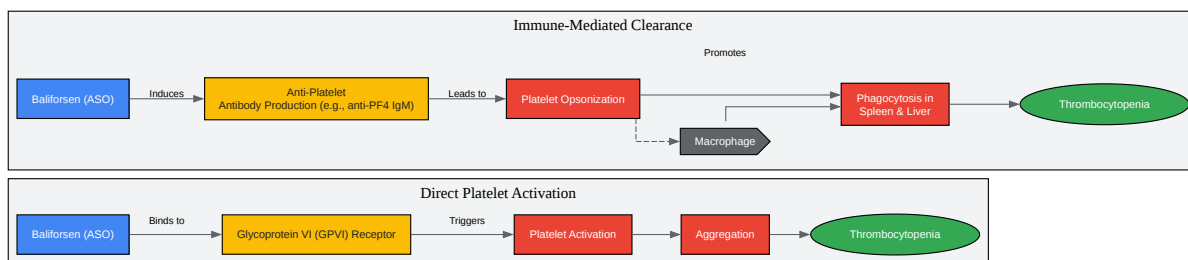 Immune-Mediated Clearance
Promotes
Baliforsen (ASO)
Induces
Anti-Platelet
Antibody Production (e.g., anti-PF4 IgM)
Leads to
Platelet Opsonization
Macrophage
Phagocytosis in
Spleen & Liver
Thrombocytopenia
Direct Platelet Activation
Baliforsen (ASO)
Binds to
Glycoprotein VI (GPVI) Receptor
Triggers
Platelet Activation
Aggregation
Thrombocytopenia